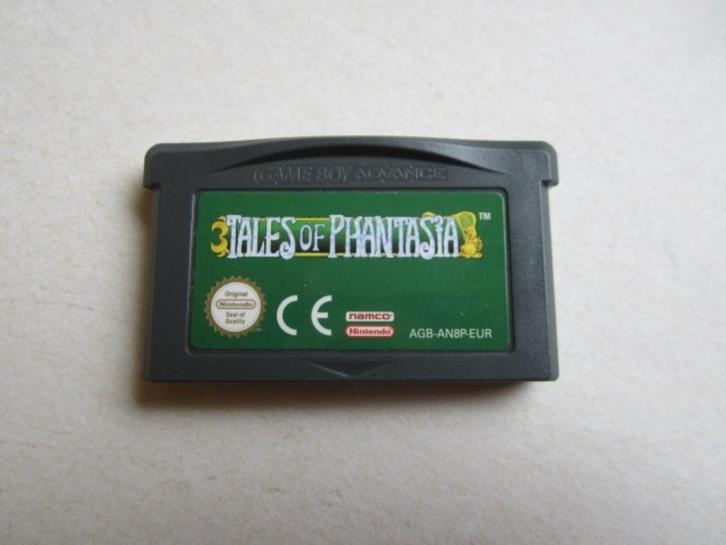 GAME BOY ADVANCE
TALES OF PHANTASIA ™
Original
Nintendo
Seal of
Quality
CE
namco
Nintendo
AGB-AN8P-EUR